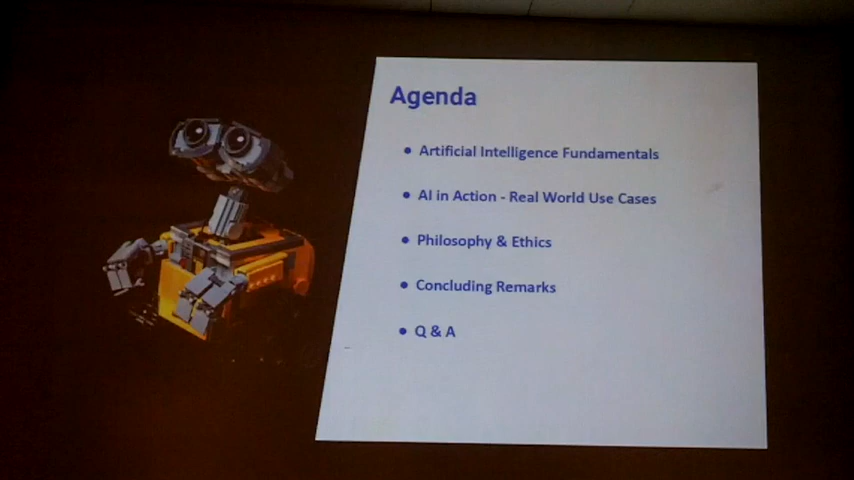 Agenda
• Artificial Intelligence Fundamentals
• AI in Action - Real World Use Cases
• Philosophy & Ethics
• Concluding Remarks
• Q & A